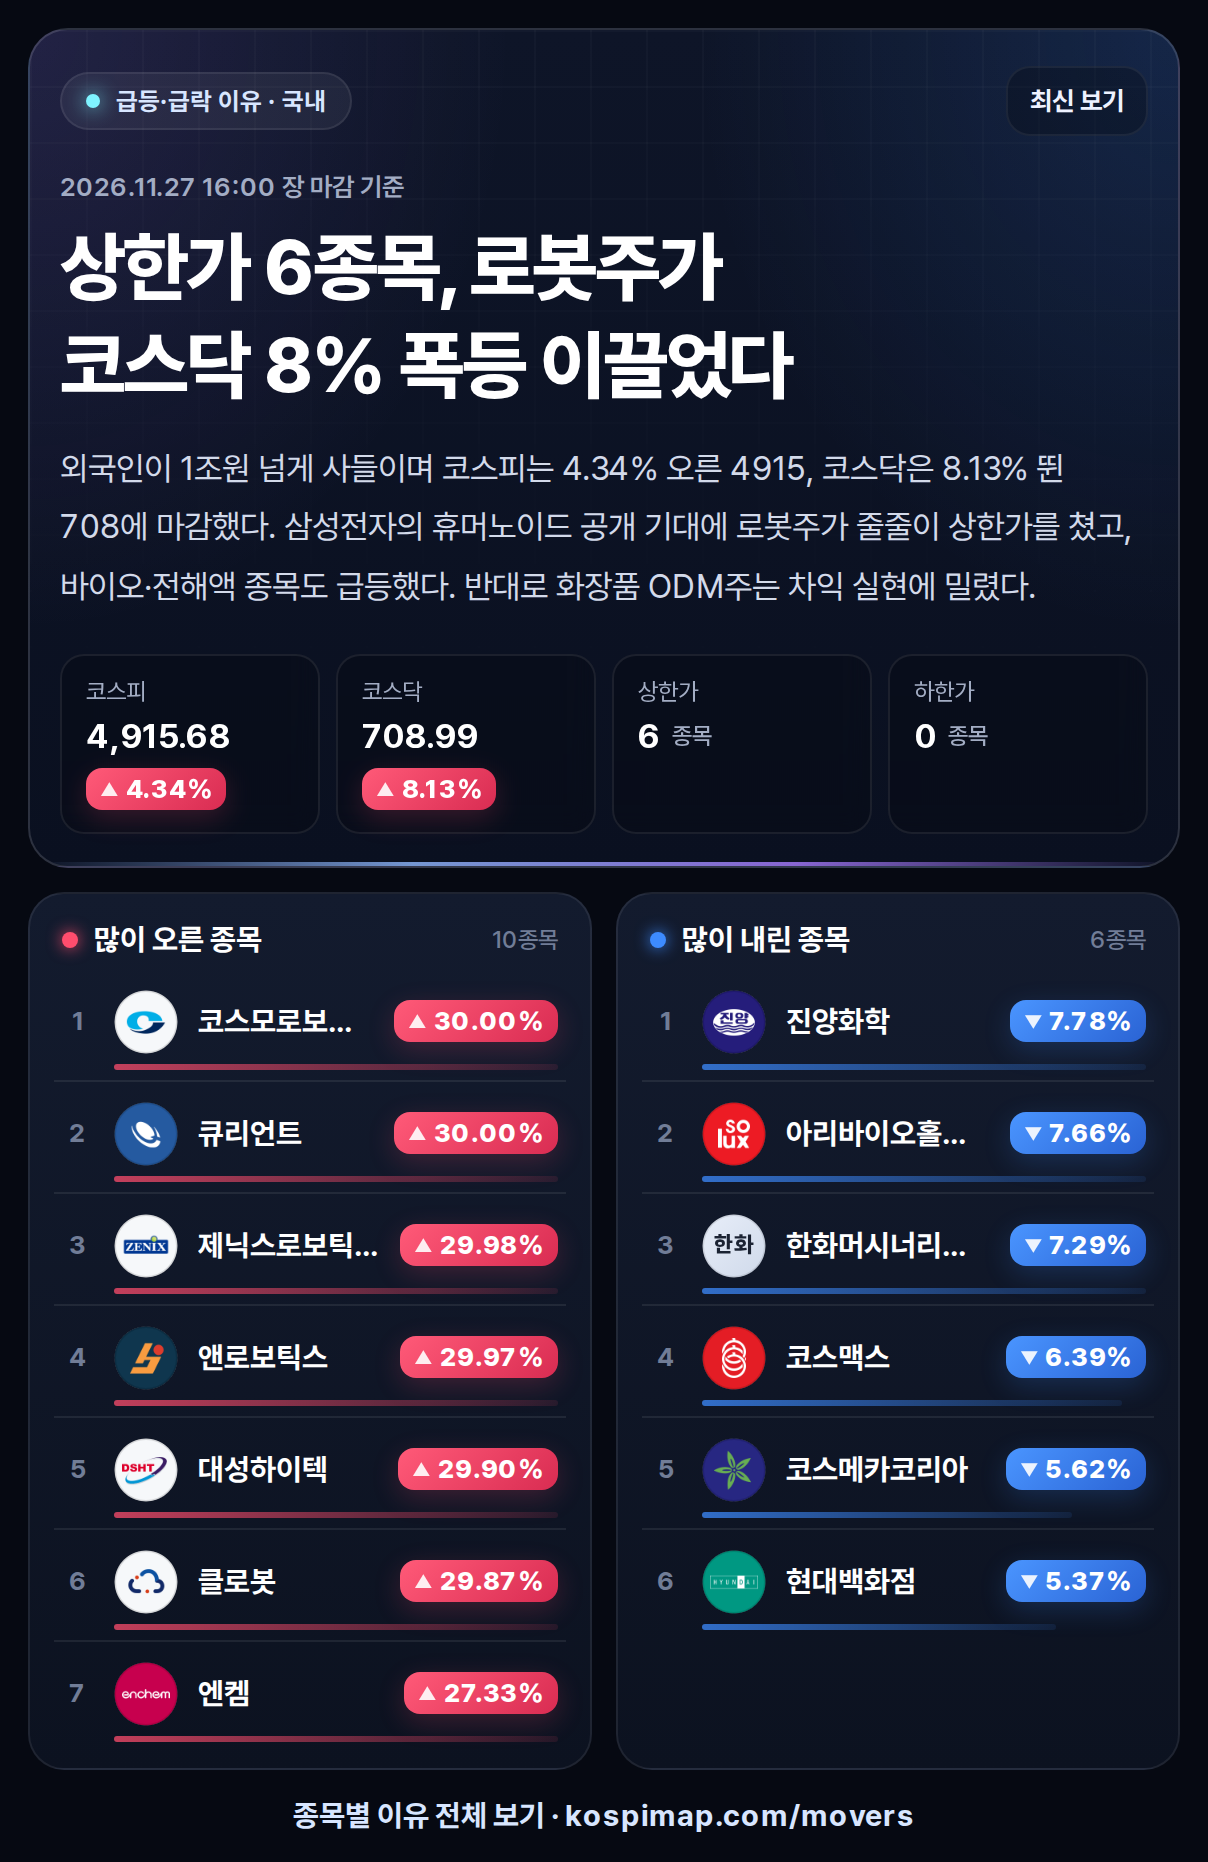 급등·급락 이유 · 국내
최신 보기
2026.11.27 16:00 장 마감 기준
상한가 6종목, 로봇주가
코스닥 8% 폭등 이끌었다
외국인이 1조원 넘게 사들이며 코스피는 4.34% 오른 4915, 코스닥은 8.13% 뛴
708에 마감했다. 삼성전자의 휴머노이드 공개 기대에 로봇주가 줄줄이 상한가를 쳤고,
바이오·전해액 종목도 급등했다. 반대로 화장품 ODM주는 차익 실현에 밀렸다.
코스피
4,915.68
▲ 4.34%
코스닥
708.99
▲ 8.13%
상한가
6 종목
하한가
0 종목
많이 오른 종목 10종목
1 코스모로보... ▲ 30.00%
2 큐리언트 ▲ 30.00%
3 ZENIX 제닉스로보틱... ▲ 29.98%
4 앤로보틱스 ▲ 29.97%
5 DSHT 대성하이텍 ▲ 29.90%
6 클로봇 ▲ 29.87%
7 enchem 엔켐 ▲ 27.33%
많이 내린 종목 6종목
1 진양 진양화학 ▼ 7.78%
2 SOlux 아리바이오홀... ▼ 7.66%
3 한화 한화머시너리... ▼ 7.29%
4 코스맥스 ▼ 6.39%
5 코스메카코리아 ▼ 5.62%
6 HYUNDAI 현대백화점 ▼ 5.37%
종목별 이유 전체 보기 · kospimap.com/movers